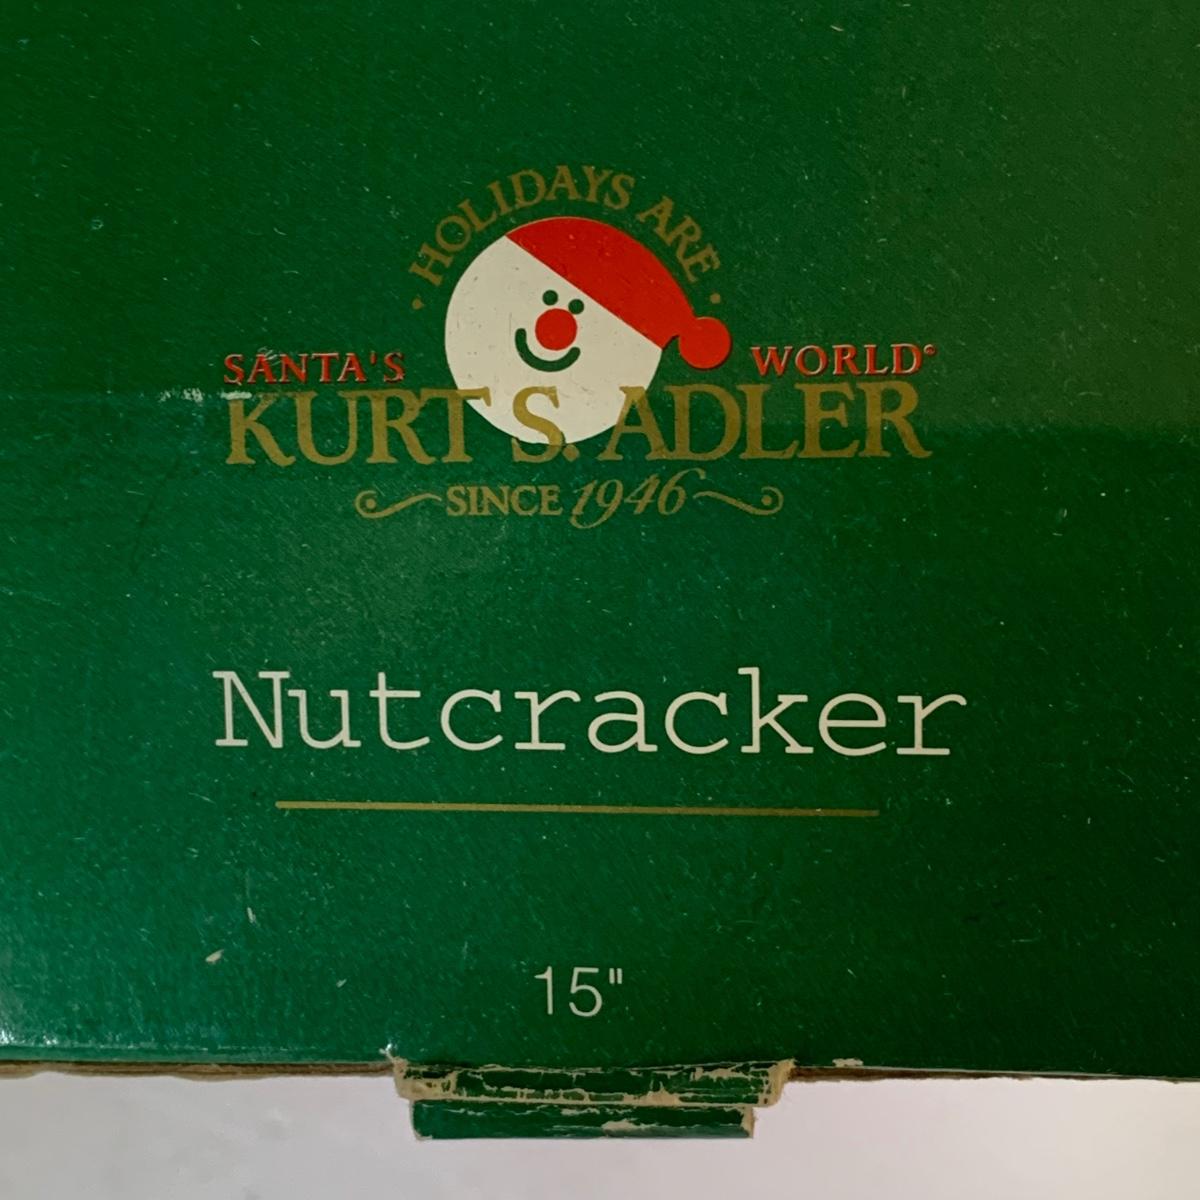 · HOLIDAYS ARE ·
SANTA'S WORLD®
KURT S. ADLER
SINCE 1946
Nutcracker
15"